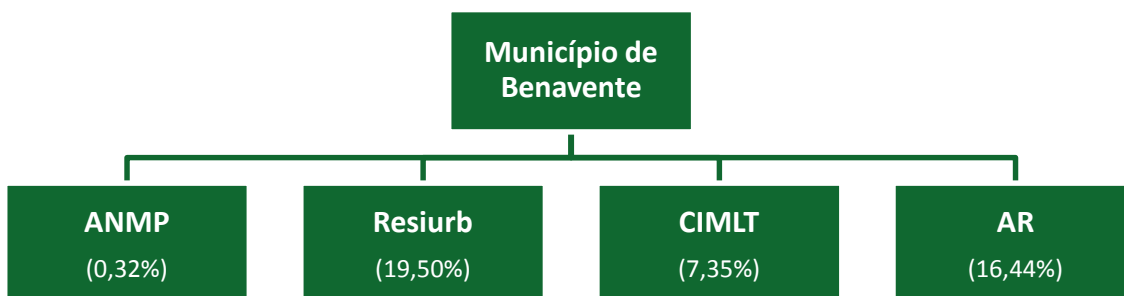 Município de
Benavente
ANMP
(0,32%)
Resiurb
(19,50%)
CIMLT
(7,35%)
AR
(16,44%)